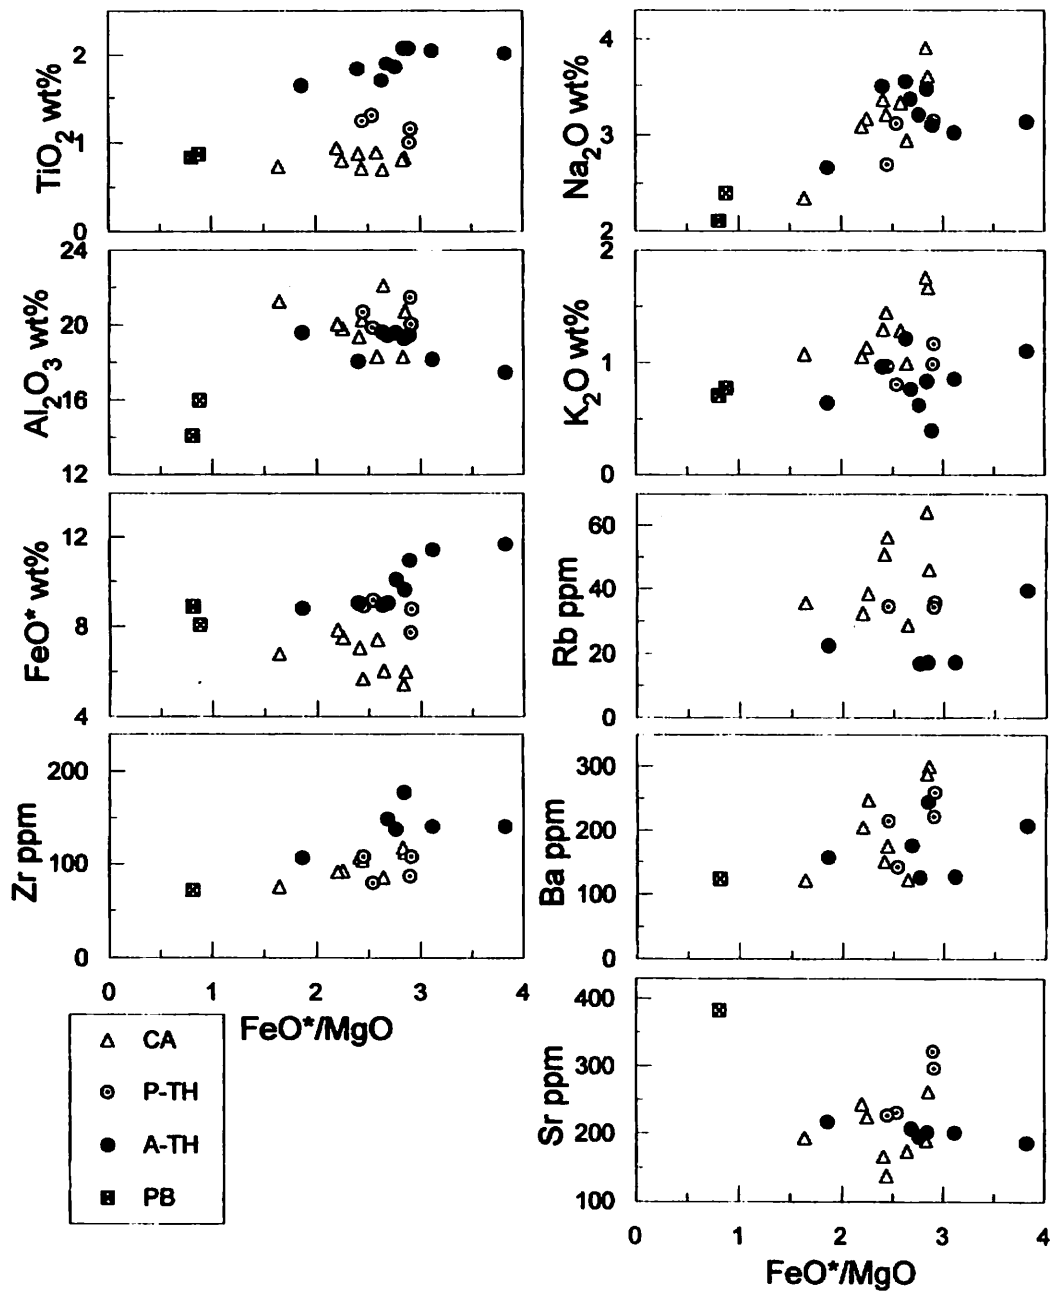 TiO2 wt%
2
1
0
Na2O wt%
4
3
2
Al2O3 wt%
24
20
16
12
K2O wt%
2
1
0
FeO* wt%
12
8
4
Rb ppm
60
40
20
0
Zr ppm
200
100
0
0 1 2 3 4
FeO*/MgO
Ba ppm
300
200
100
0
CA
P-TH
A-TH
PB
Sr ppm
400
300
200
100
0 1 2 3 4
FeO*/MgO